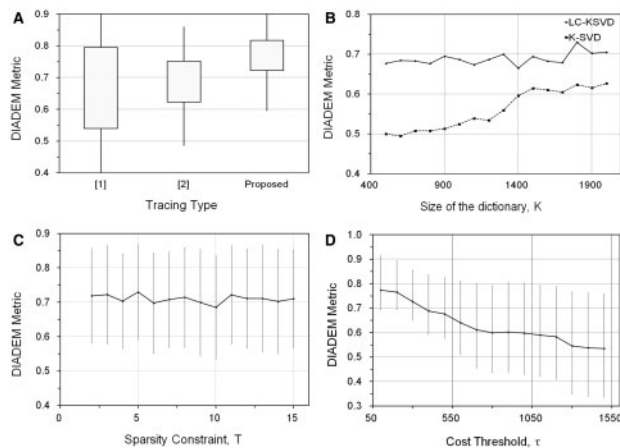 A
DIADEM Metric
0.9
0.8
0.7
0.6
0.5
0.4
[1]
[2]
Proposed
Tracing Type
B
LC-KSVD
K-SVD
DIADEM Metric
0.8
0.7
0.6
0.5
0.4
400
900
1400
1900
Size of the dictionary, K
C
DIADEM Metric
0.9
0.8
0.7
0.6
0.5
0.4
0
5
10
15
Sparsity Constraint, T
D
DIADEM Metric
1.0
0.9
0.8
0.7
0.6
0.5
0.4
0.3
50
550
1050
1550
Cost Threshold, τ